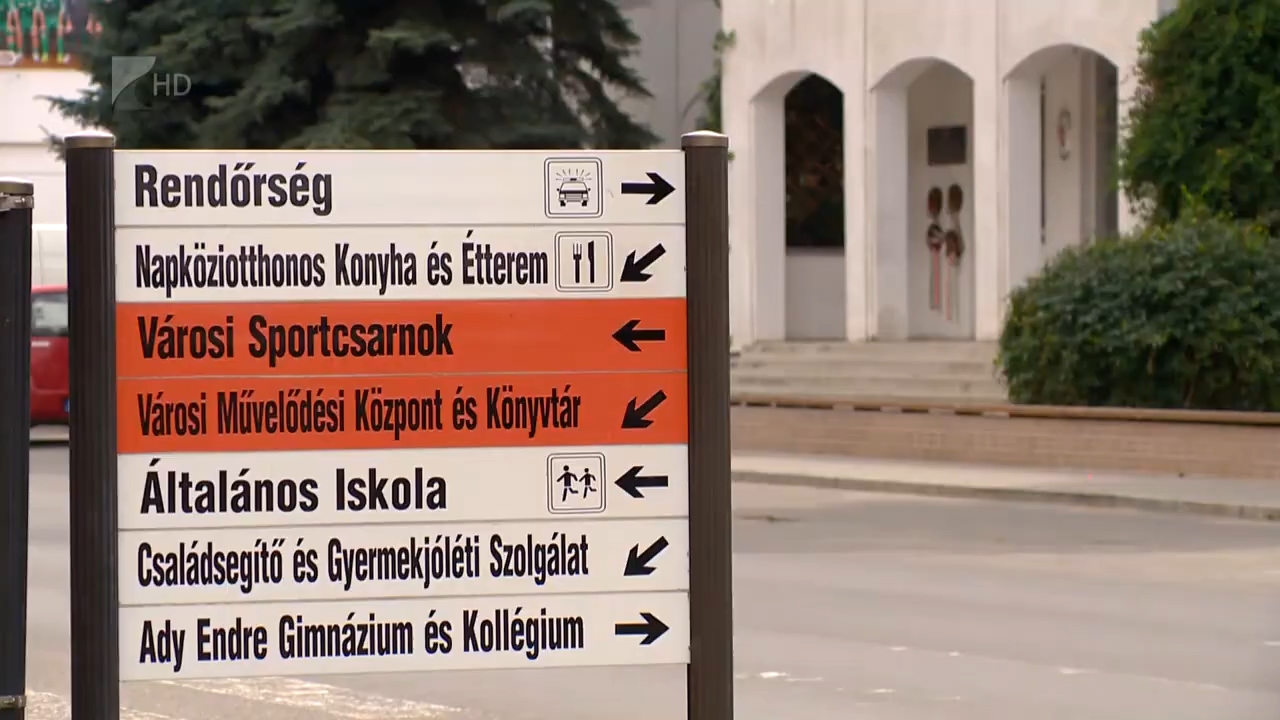 HD
Rendőrség
Napköziotthonos Konyha és Étterem
Városi Sportcsarnok
Városi Művelődési Központ és Könyvtár
Általános Iskola
Családsegítő és Gyermekjóléti Szolgálat
Ady Endre Gimnázium és Kollégium